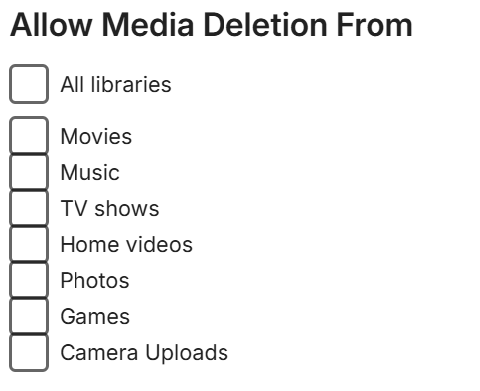 Allow Media Deletion From
All libraries
Movies
Music
TV shows
Home videos
Photos
Games
Camera Uploads